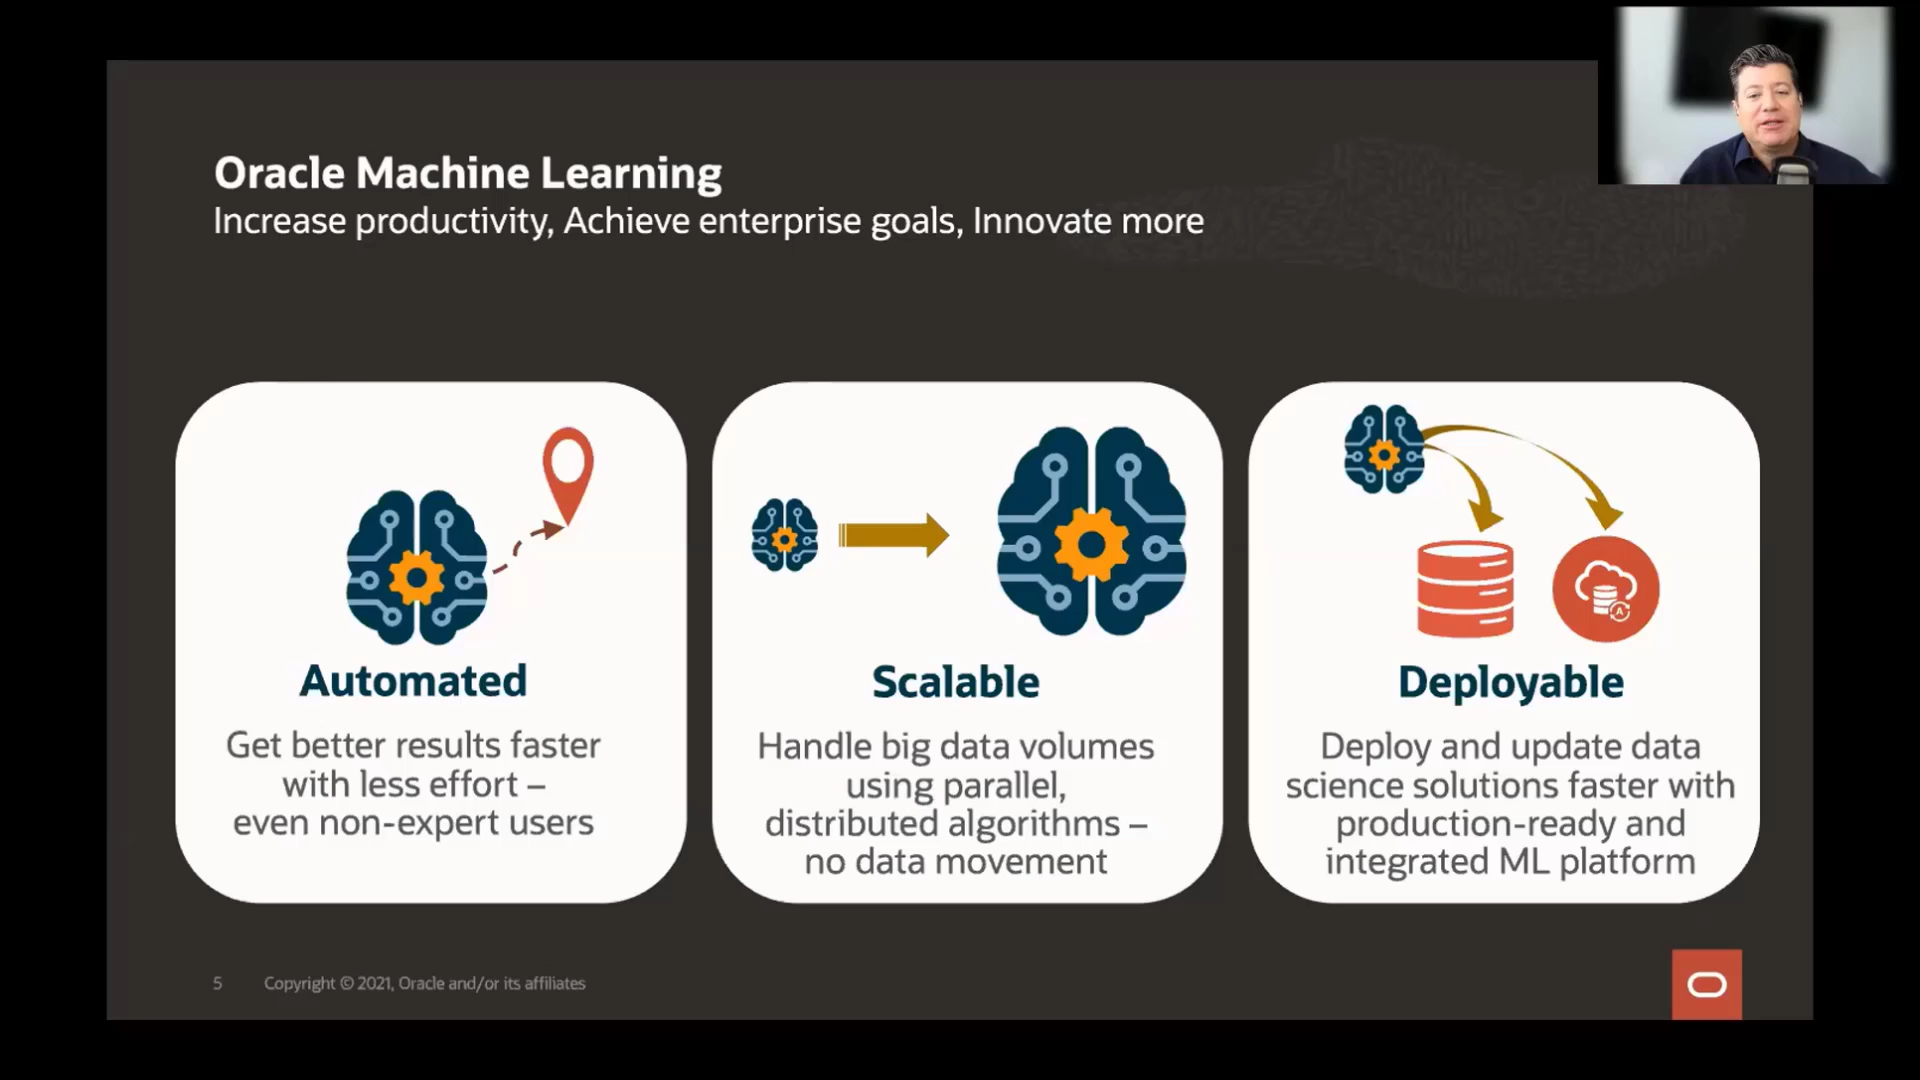 Oracle Machine Learning
Increase productivity, Achieve enterprise goals, Innovate more
Automated
Get better results faster
with less effort –
even non-expert users
Scalable
Handle big data volumes
using parallel,
distributed algorithms –
no data movement
A
Deployable
Deploy and update data
science solutions faster with
production-ready and
integrated ML platform
5 Copyright © 2021, Oracle and/or its affiliates